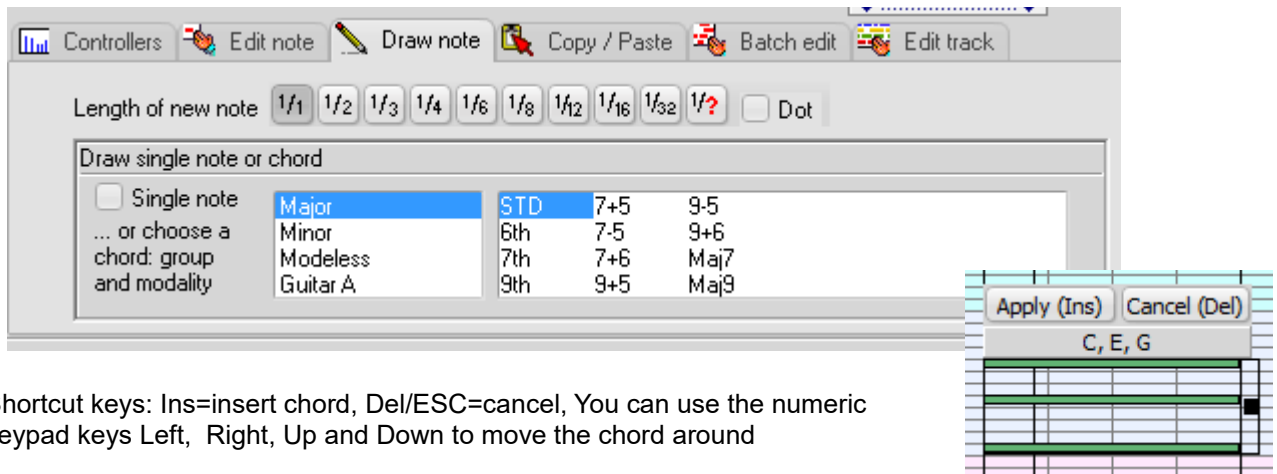 Controllers Edit note Draw note Copy / Paste Batch edit Edit track
Length of new note 1/1 1/2 1/3 1/4 1/6 1/8 1/12 1/16 1/32 1/? Dot
Draw single note or chord
Single note
... or choose a
chord: group
and modality
Major
Minor
Modeless
Guitar A
STD 7+5 9-5
6th 7-5 9+6
7th 7+6 Maj7
9th 9+5 Maj9
Apply (Ins) Cancel (Del)
C, E, G
hortcut keys: Ins=insert chord, Del/ESC=cancel, You can use the numeric
eypad keys Left, Right, Up and Down to move the chord around